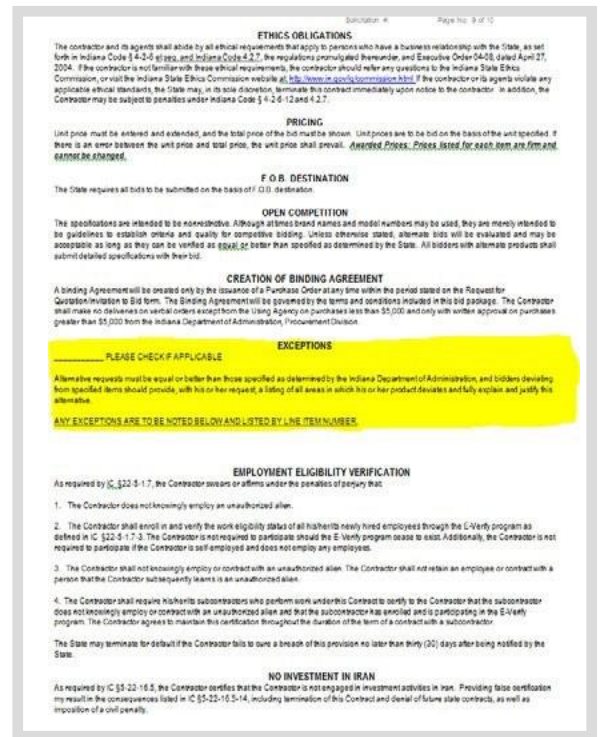 Solicitation #: Page No. 9 of 10
ETHICS OBLIGATIONS
The contractor and its agents shall abide by all ethical requirements that apply to persons who have a business relationship with the State, as set
forth in Indiana Code § 4-2-6 et seq. and Indiana Code 4.2.7, the regulations promulgated thereunder, and Executive Order 04-08, dated April 27,
2004. If the contractor is not familiar with these ethical requirements, the contractor should refer any questions to the Indiana State Ethics
Commission, or visit the Indiana State Ethics Commission website at If the contractor or its agents violate any
applicable ethical standards, the State may, in its sole discretion, terminate this contract immediately upon notice to the contractor. In addition, the
Contractor may be subject to penalties under Indiana Code § 4-2-6-12 and 4.2.7.
PRICING
Unit price must be entered and extended, and the total price of the bid must be shown. Unit prices are to be bid on the basis of the unit specified. If
there is an error between the unit price and total price, the unit price shall prevail. Awarded Prices: Prices listed for each item are firm and
cannot be changed.
F.O.B. DESTINATION
The State requires all bids to be submitted on the basis of F.O.B. destination.
OPEN COMPETITION
The specifications are intended to be nonrestrictive. Although at times brand names and model numbers may be used, they are merely intended to
be guidelines to establish criteria and quality for competitive bidding. Unless otherwise stated, alternate bids will be evaluated and may be
acceptable as long as they can be verified as equal or better than specified as determined by the State. All bidders with alternate products shall
submit detailed specifications with their bid.
CREATION OF BINDING AGREEMENT
A binding Agreement will be created only by the issuance of a Purchase Order at any time within the period stated on the Request for
Quotation/Invitation to Bid form. The Binding Agreement will be governed by the terms and conditions included in this bid package. The Contractor
shall make no deliveries on verbal orders except from the Using Agency on purchases less than $5,000 and only with written approval on purchases
greater than $5,000 from the Indiana Department of Administration, Procurement Division.
EXCEPTIONS
____________ PLEASE CHECK IF APPLICABLE
Alternative requests must be equal or better than those specified as determined by the Indiana Department of Administration, and bidders deviating
from specified items should provide, with his or her request, a listing of all areas in which his or her product deviates and fully explain and justify this
alternative.
ANY EXCEPTIONS ARE TO BE NOTED BELOW AND LISTED BY LINE ITEM NUMBER.
EMPLOYMENT ELIGIBILITY VERIFICATION
As required by IC §22-5-1.7, the Contractor swears or affirms under the penalties of perjury that:
1. The Contractor does not knowingly employ an unauthorized alien.
2. The Contractor shall enroll in and verify the work eligibility status of all his/her/its newly hired employees through the E-Verify program as
defined in IC §22-5-1.7-3. The Contractor is not required to participate should the E-Verify program cease to exist. Additionally, the Contractor is not
required to participate if the Contractor is self-employed and does not employ any employees.
3. The Contractor shall not knowingly employ or contract with an unauthorized alien. The Contractor shall not retain an employee or contract with a
person that the Contractor subsequently learns is an unauthorized alien.
4. The Contractor shall require his/her/its subcontractors who perform work under this Contract to certify to the Contractor that the subcontractor
does not knowingly employ or contract with an unauthorized alien and that the subcontractor has enrolled and is participating in the E-Verify
program. The Contractor agrees to maintain this certification throughout the duration of the term of a contract with a subcontractor.
The State may terminate for default if the Contractor fails to cure a breach of this provision no later than thirty (30) days after being notified by the
State.
NO INVESTMENT IN IRAN
As required by IC §5-22-16.5, the Contractor certifies that the Contractor is not engaged in investment activities in Iran. Providing false certification
my result in the consequences listed in IC §5-22-16.5-14, including termination of this Contract and denial of future state contracts, as well as
imposition of a civil penalty.